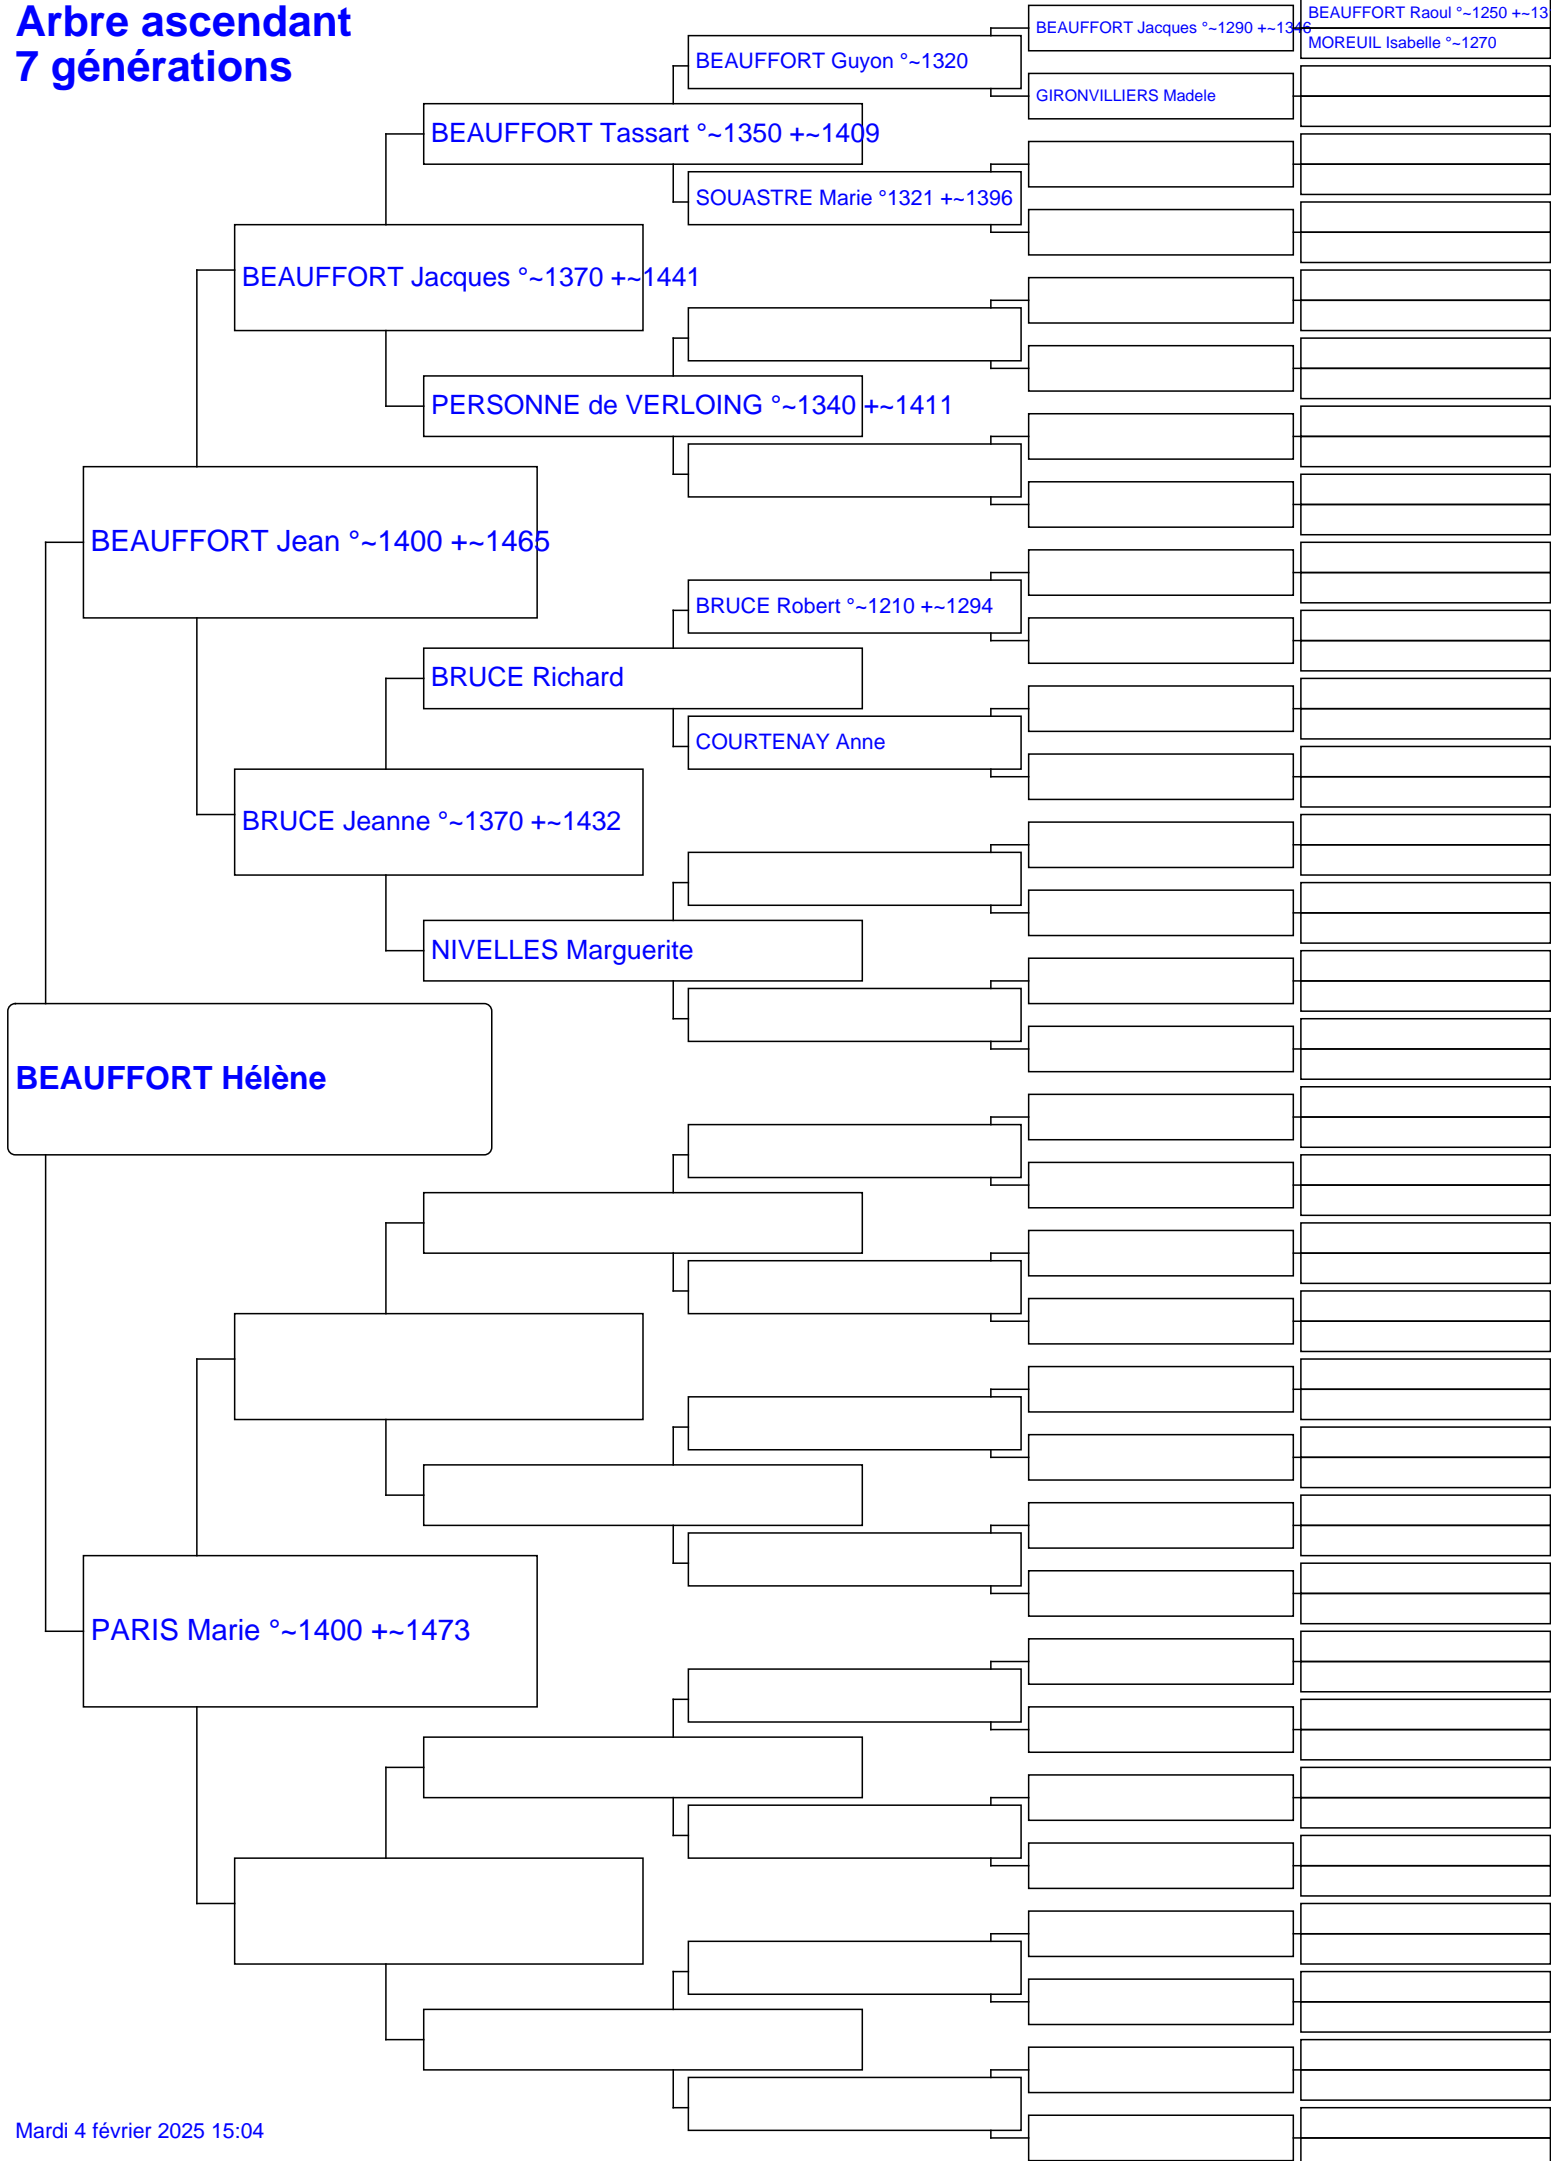 Arbre ascendant
7 générations
BEAUFFORT Raoul °~1250 +~13
BEAUFFORT Jacques °~1290 +~1346
MOREUIL Isabelle °~1270
BEAUFFORT Guyon °~1320
GIRONVILLIERS Madele
BEAUFFORT Tassart °~1350 +~1409
SOUASTRE Marie °1321 +~1396
BEAUFFORT Jacques °~1370 +~1441
PERSONNE de VERLOING °~1340 +~1411
BEAUFFORT Jean °~1400 +~1465
BRUCE Robert °~1210 +~1294
BRUCE Richard
COURTENAY Anne
BRUCE Jeanne °~1370 +~1432
NIVELLES Marguerite
BEAUFFORT Hélène
PARIS Marie °~1400 +~1473
Mardi 4 février 2025 15:04